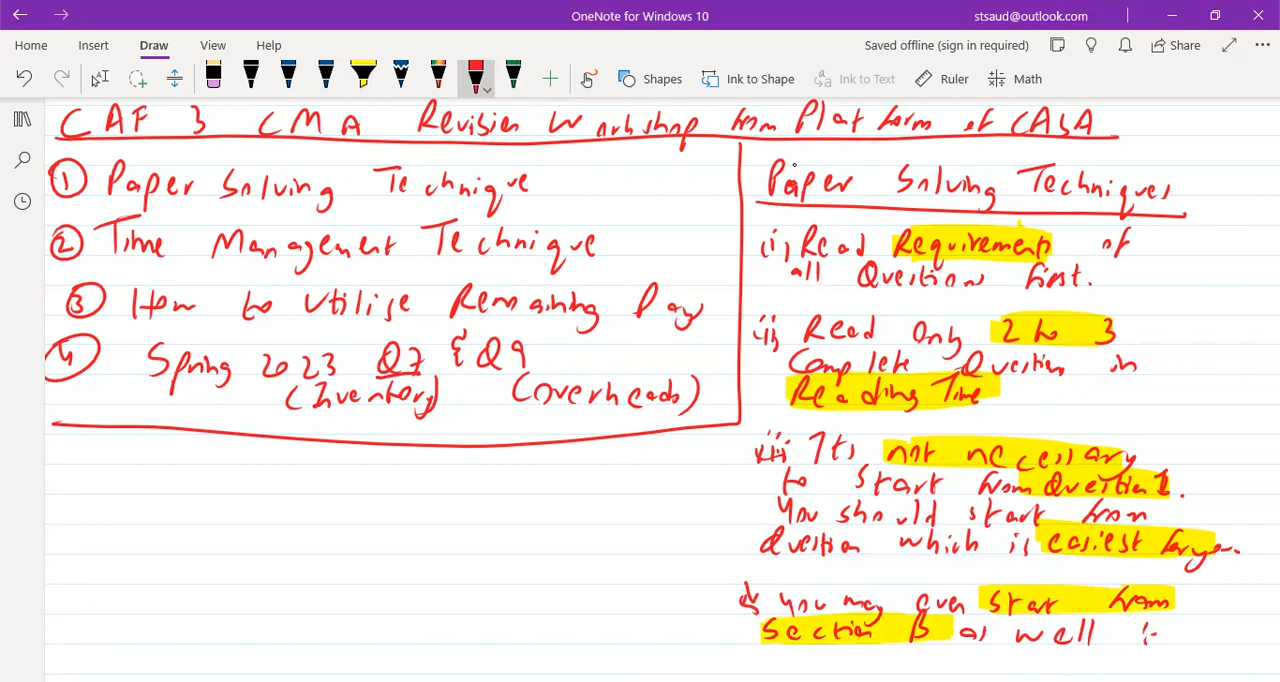 OneNote for Windows 10
stsaud@outlook.com
Home Insert Draw View Help
Saved offline (sign in required)
Share
Shapes
Ink to Shape
Ink to Text
Ruler
Math
CAF 3 CMA Revision Workshop from Platform of CASA
① Paper Solving Technique
② Time Management Technique
③ How to utilise Remaining Days
④ Spring 2023 Q7 & Q9
(Inventory) (Overheads)
Paper Solving Techniques
(i) Read Requirement of
all Questions first.
ii) Read Only 2 to 3
Complete Question in
Reading Time
iii Its not necessary
to start from Question 1.
You should start from
Question which is easiest for you.
You may even start from
Section B as well